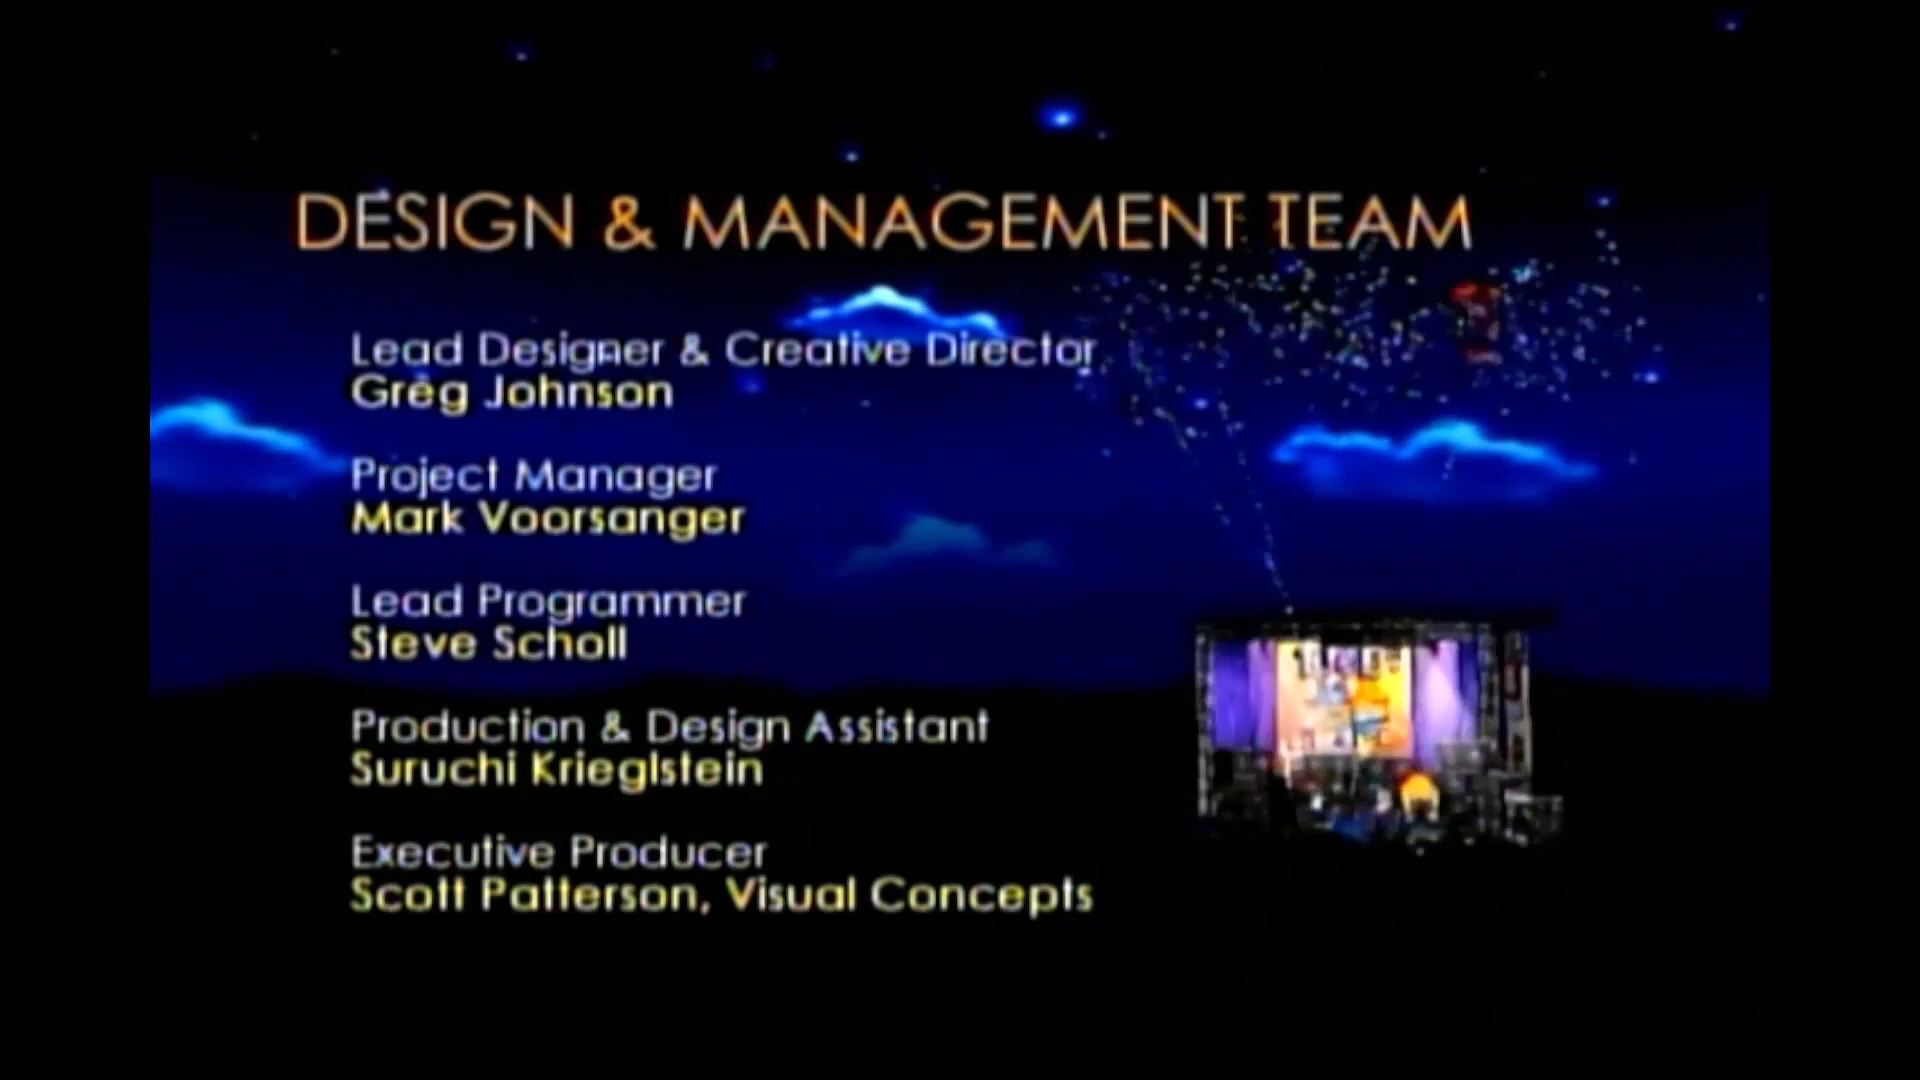 DESIGN & MANAGEMENT TEAM
Lead Designer & Creative Director
Greg Johnson
Project Manager
Mark Voorsanger
Lead Programmer
Steve Scholl
Production & Design Assistant
Suruchi Krieglstein
Executive Producer
Scott Patterson, Visual Concepts